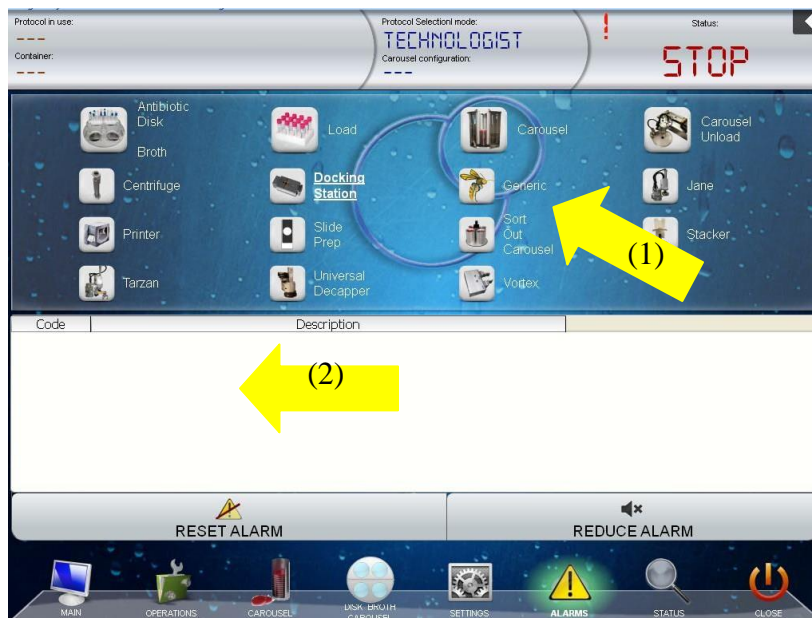 Protocol in use:
---
Container:
---
Protocol Selectionl mode:
TECHNOLOGIST
Carousel configuration:
---
!
Status:
STOP
Antibiotic
Disk
Broth
Load
Carousel
Carousel
Unload
Centrifuge
Docking
Station
Generic
Jane
Printer
Slide
Prep
Sort
Out
Carousel
Stacker
(1)
Tarzan
Universal
Decapper
Vortex
Code
Description
(2)
RESET ALARM
REDUCE ALARM
MAIN
OPERATIONS
CAROUSEL
DISK BROTH
CAROUSEL
SETTINGS
ALARMS
STATUS
CLOSE